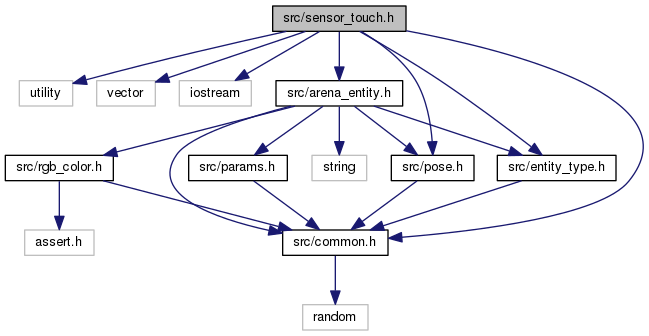 src/sensor_touch.h
utility
vector
iostream
src/arena_entity.h
src/rgb_color.h
src/params.h
string
src/pose.h
src/entity_type.h
assert.h
src/common.h
random